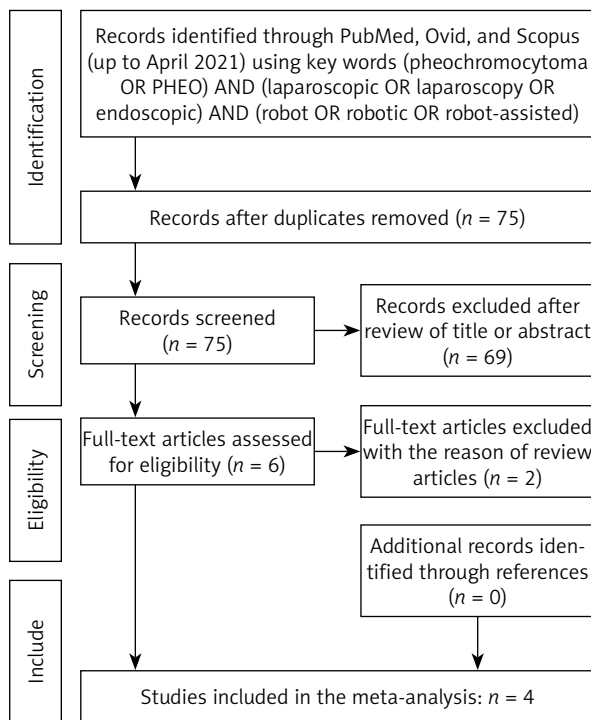 Identification
Records identified through PubMed, Ovid, and Scopus
(up to April 2021) using key words (pheochromocytoma
OR PHEO) AND (laparoscopic OR laparoscopy OR
endoscopic) AND (robot OR robotic OR robot-assisted)
Records after duplicates removed (n = 75)
Screening
Records screened
(n = 75)
Records excluded after
review of title or abstract
(n = 69)
Eligibility
Full-text articles assessed
for eligibility (n = 6)
Full-text articles excluded
with the reason of review
articles (n = 2)
Additional records iden-
tified through references
(n = 0)
Include
Studies included in the meta-analysis: n = 4